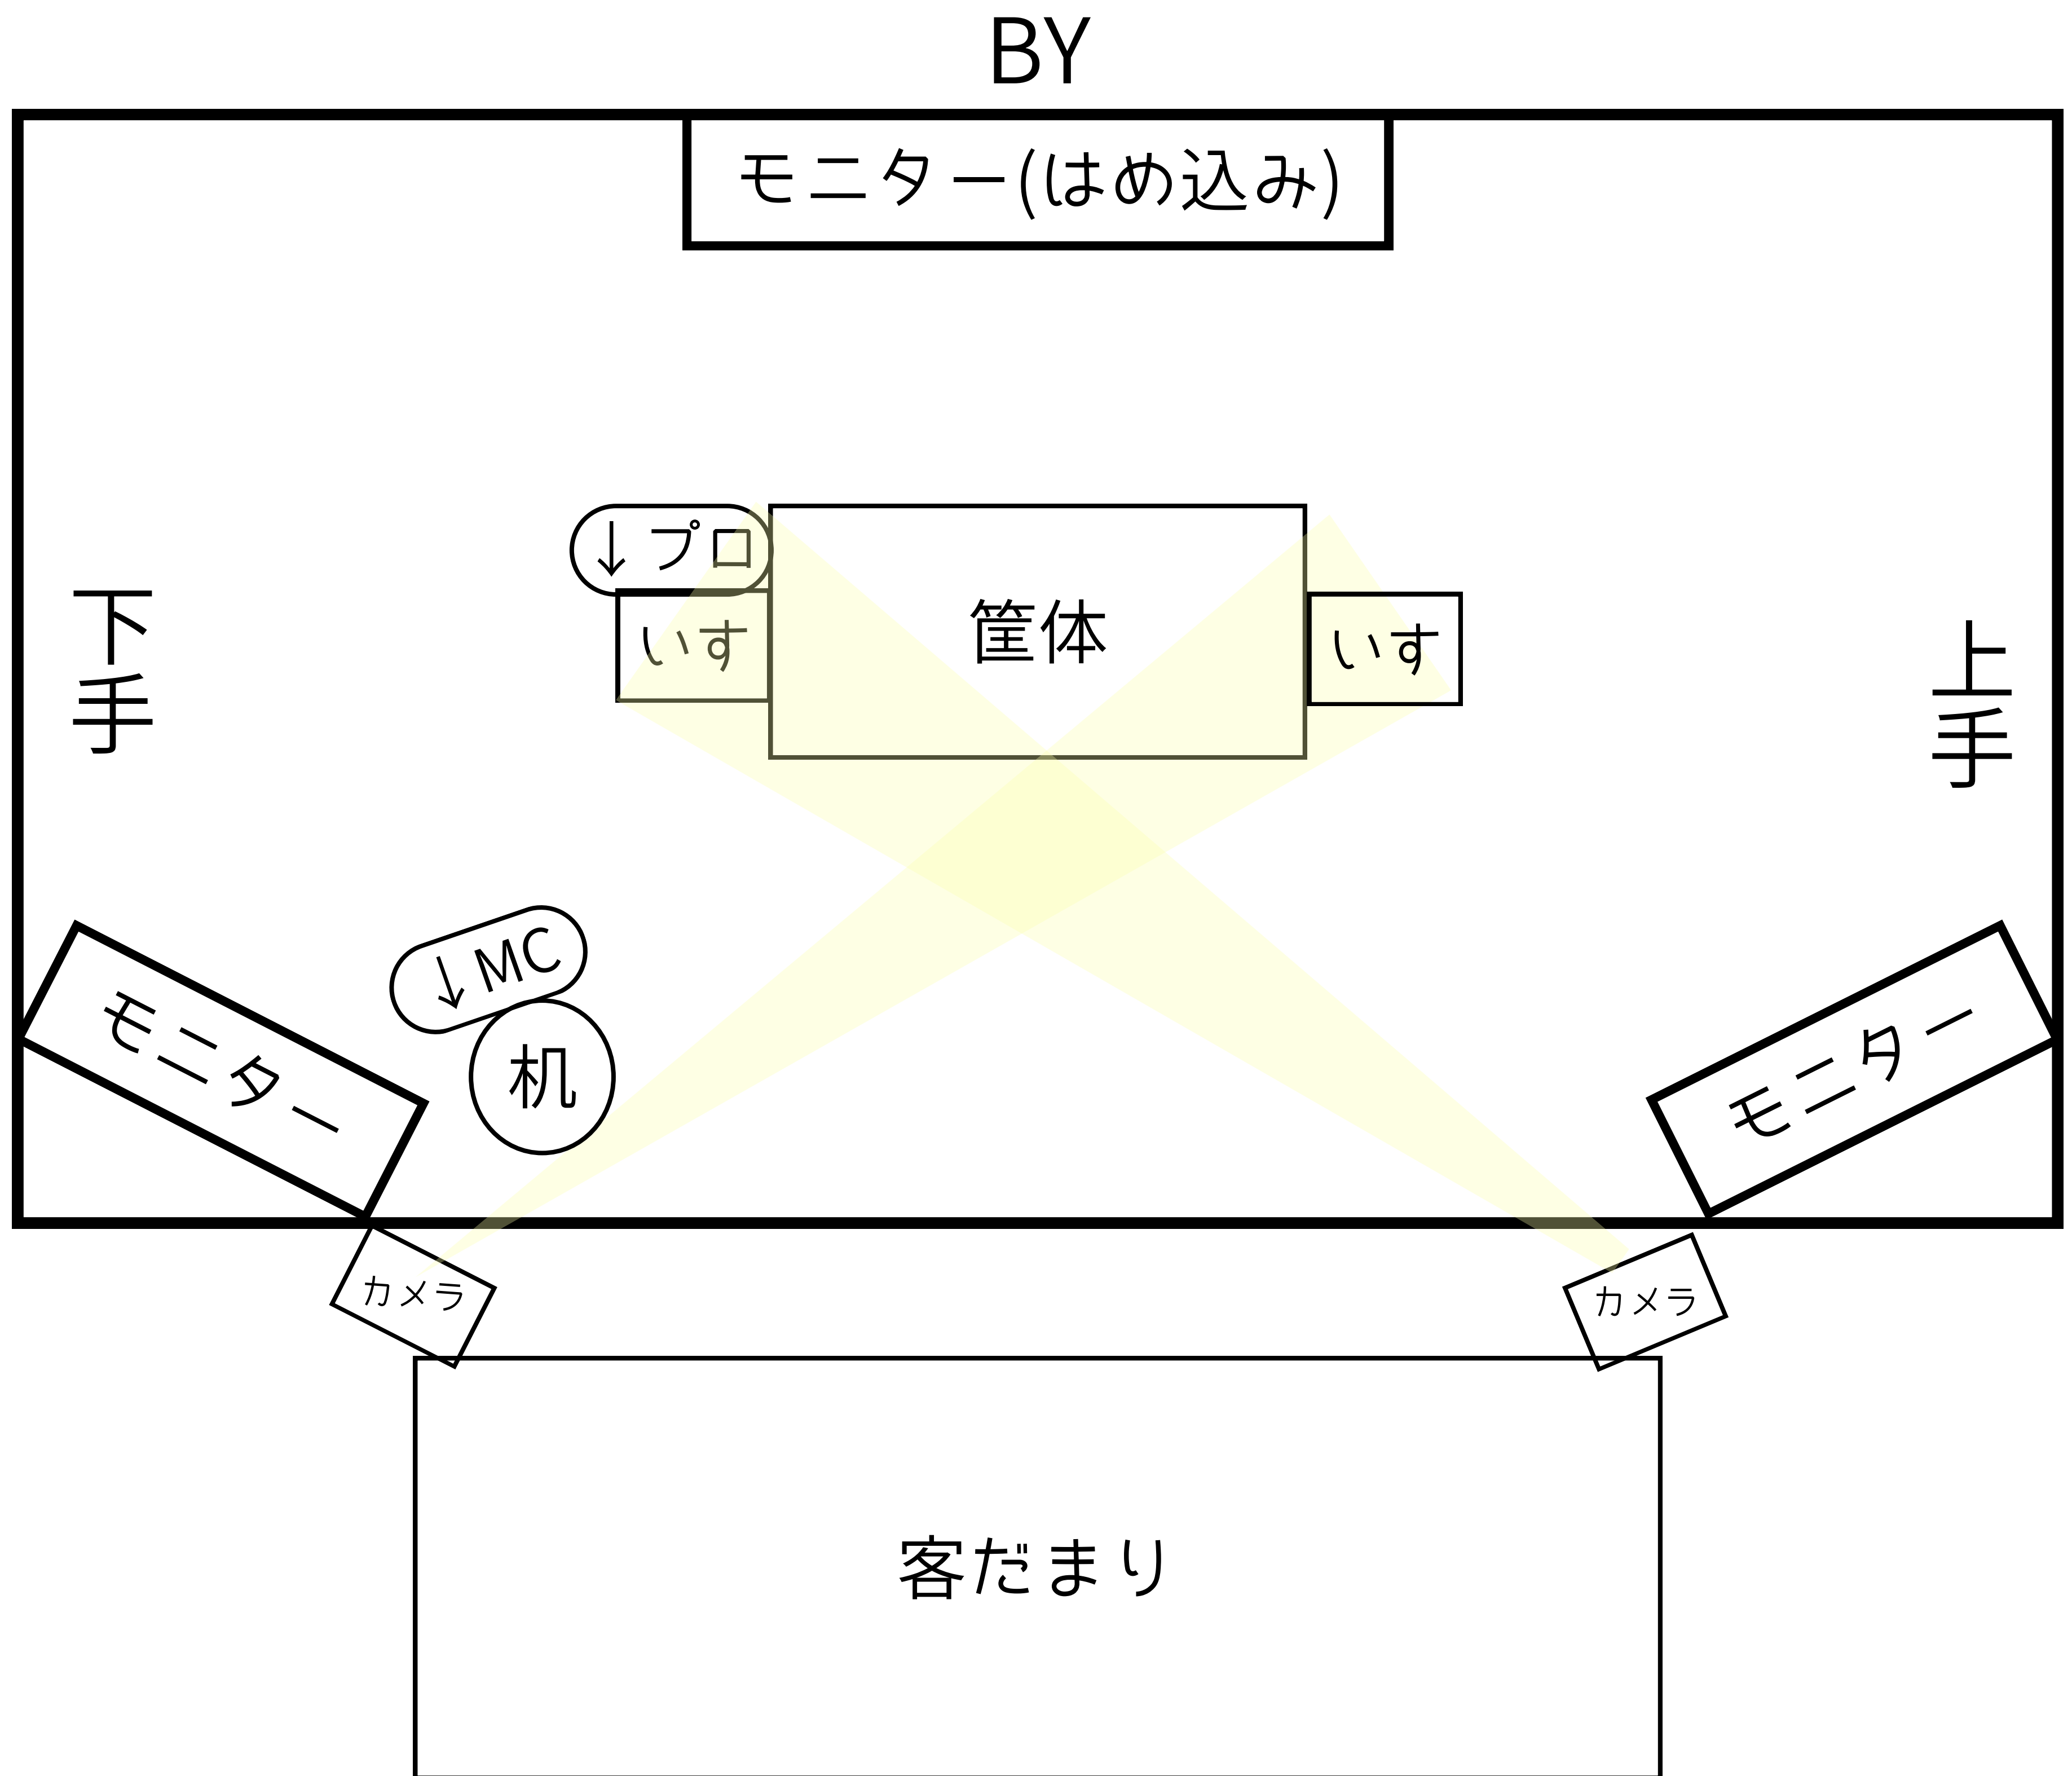 BY
モニター(はめ込み)
↓プロ
いす
筐体
いす
下手
上手
↓MC
机
モニター
モニター
カメラ
カメラ
客だまり